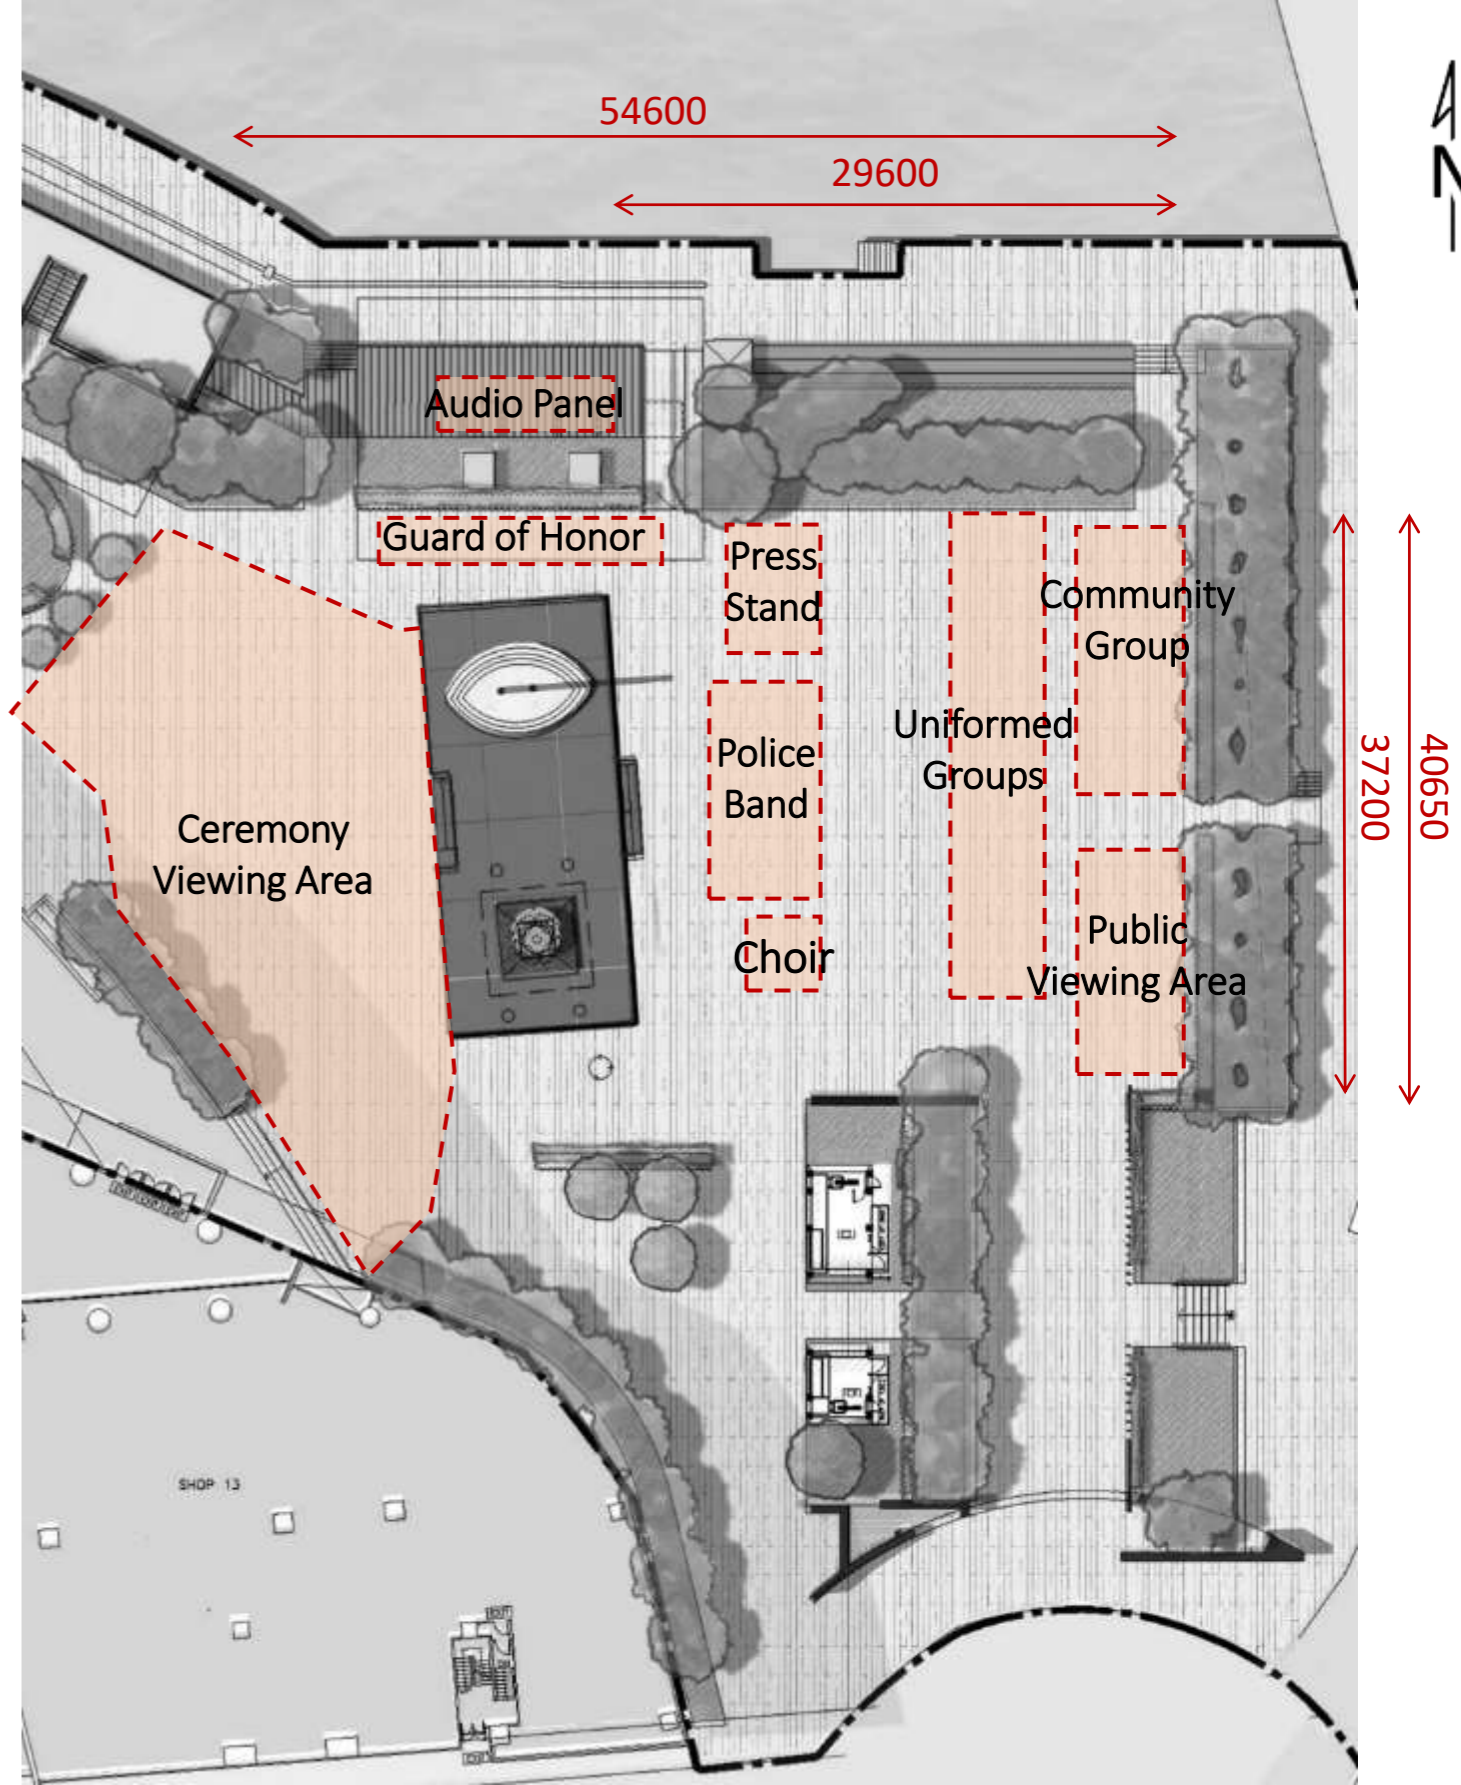 54600
29600
N
Audio Panel
Guard of Honor
Press
Stand
Community
Group
Uniformed
Groups
Police
Band
37200
40650
Ceremony
Viewing Area
Choir
Public
Viewing Area
SHOP 13